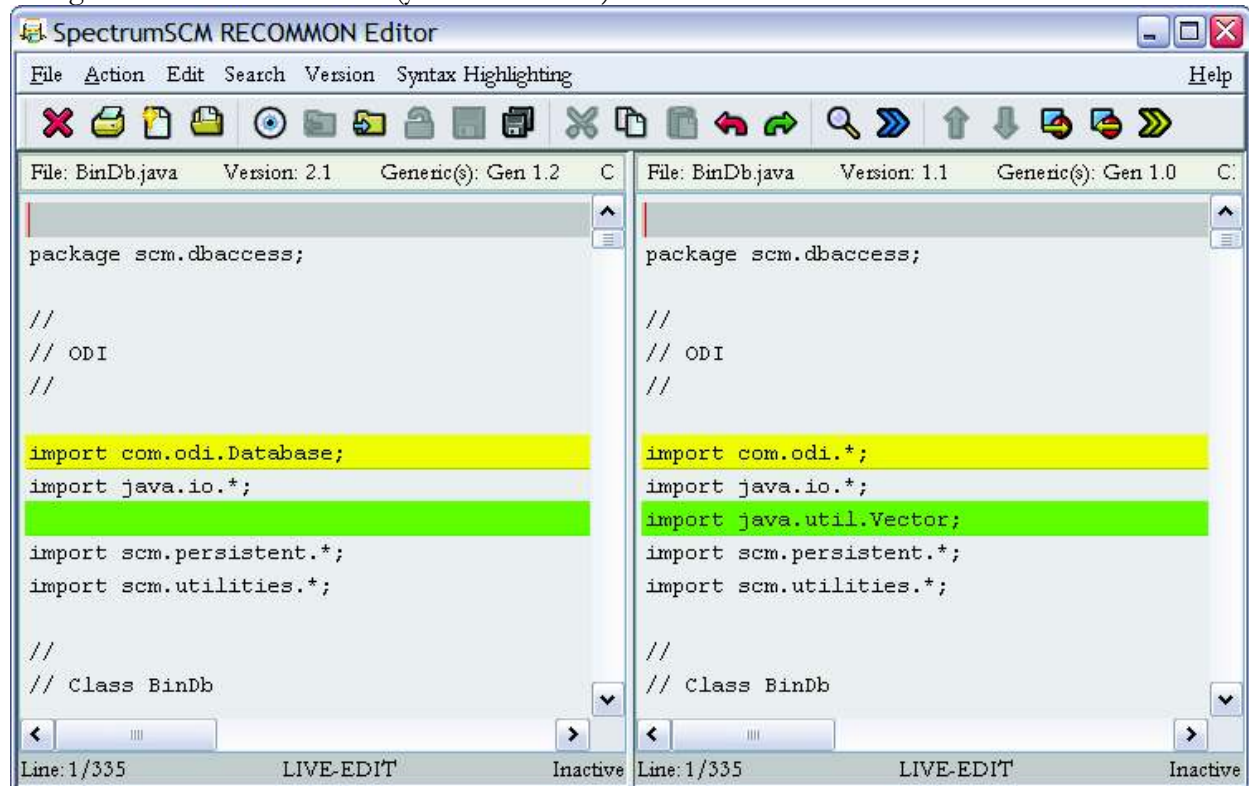 SpectrumSCM RECOMMON Editor
File Action Edit Search Version Syntax Highlighting Help
File: BinDb.java Version: 2.1 Generic(s): Gen 1.2 C
package scm.dbaccess;
//
// ODI
//
import com.odi.Database;
import java.io.*;
import scm.persistent.*;
import scm.utilities.*;
//
// Class BinDb
Line: 1/335 LIVE-EDIT Inactive
File: BinDb.java Version: 1.1 Generic(s): Gen 1.0 C:
package scm.dbaccess;
//
// ODI
//
import com.odi.*;
import java.io.*;
import java.util.Vector;
import scm.persistent.*;
import scm.utilities.*;
//
// Class BinDb
Line: 1/335 LIVE-EDIT Inactive